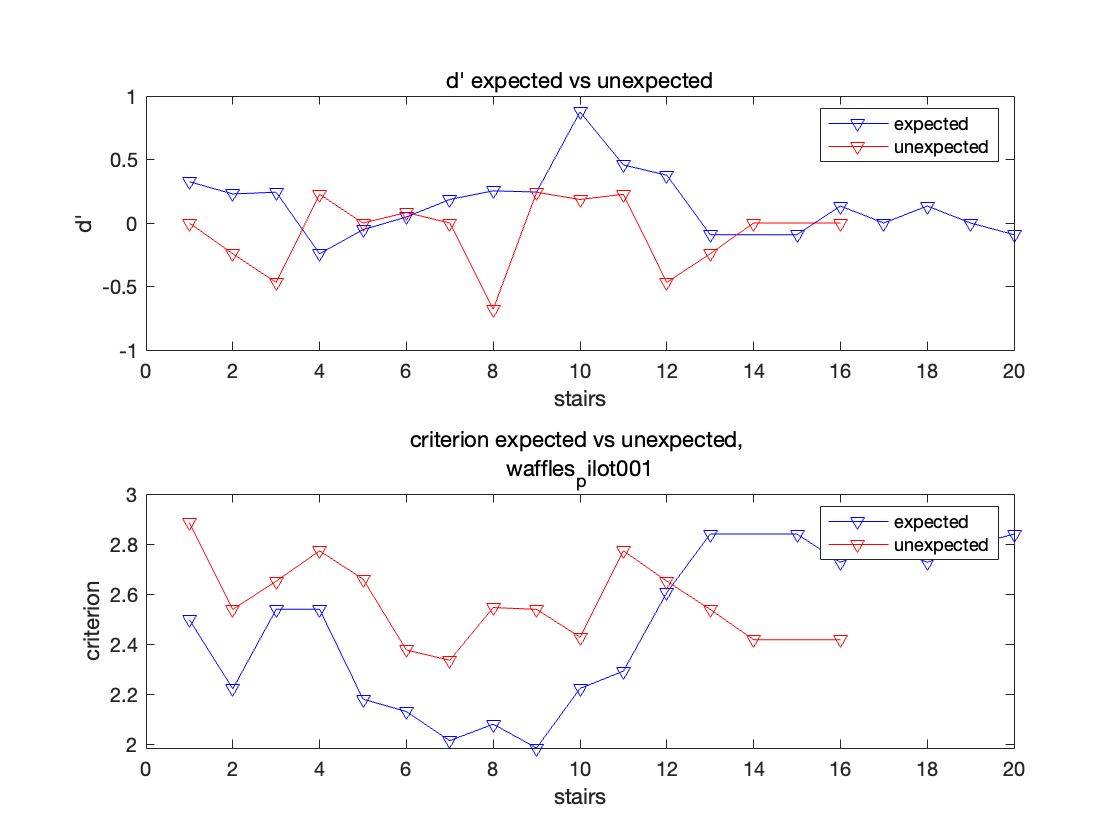 d' expected vs unexpected
1
0.5
0
-0.5
-1
d'
expected
unexpected
0 2 4 6 8 10 12 14 16 18 20
stairs
criterion expected vs unexpected,
waffles_pilot001
3
2.8
2.6
2.4
2.2
2
criterion
expected
unexpected
0 2 4 6 8 10 12 14 16 18 20
stairs